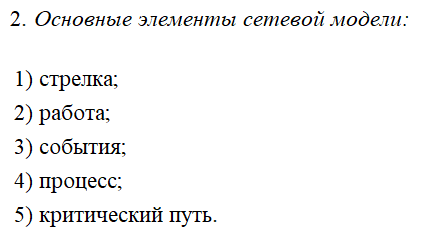 2. Основные элементы сетевой модели:
1) стрелка;
2) работа;
3) события;
4) процесс;
5) критический путь.